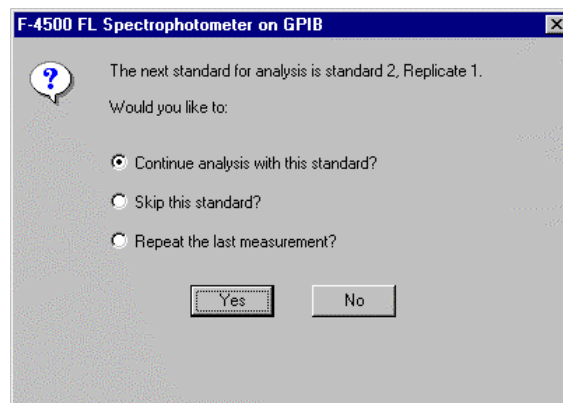 F-4500 FL Spectrophotometer on GPIB
The next standard for analysis is standard 2, Replicate 1.
Would you like to:
Continue analysis with this standard?
Skip this standard?
Repeat the last measurement?
Yes No